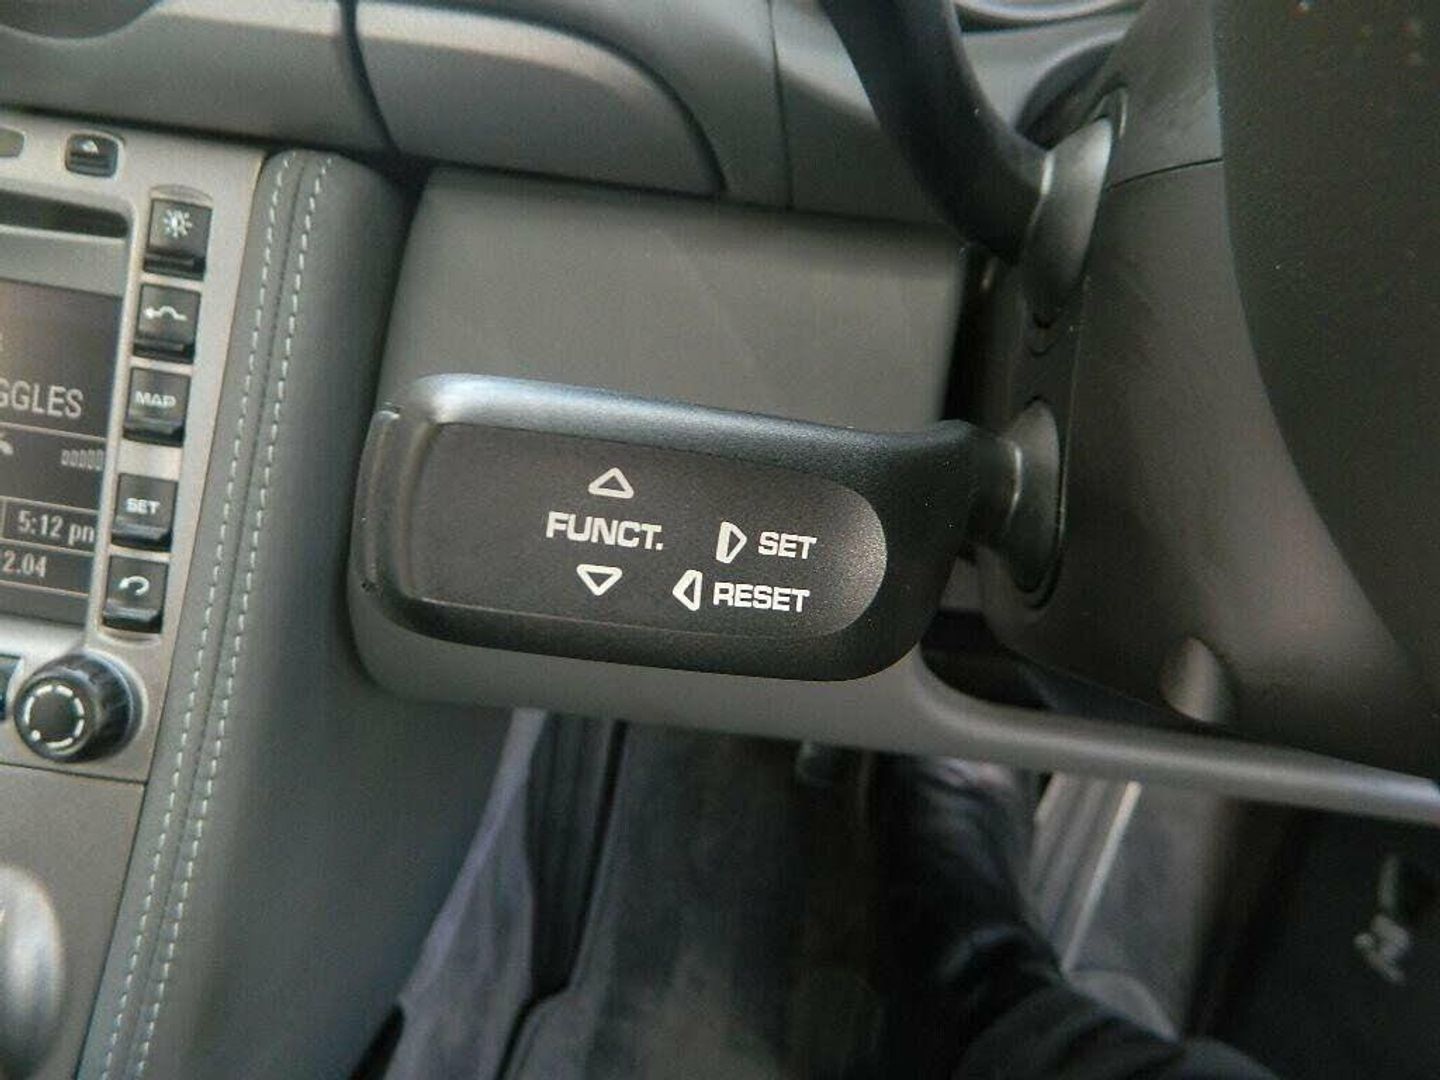 MAP
GGLES
SET
5:12 pm
2.04
FUNCT.
SET
RESET